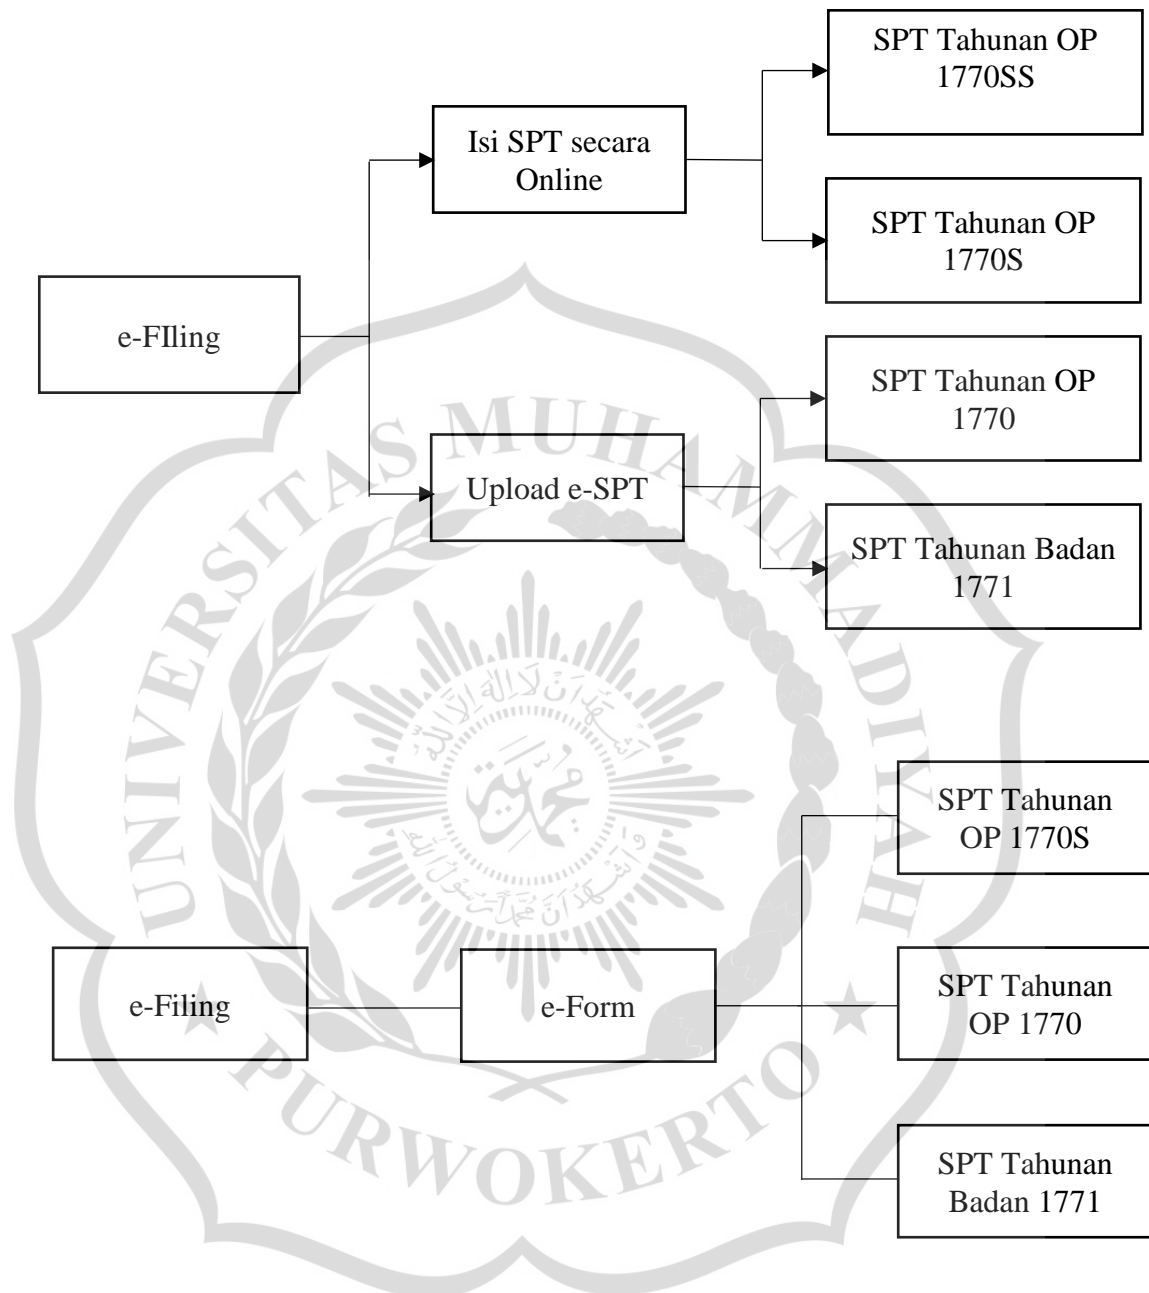 SPT Tahunan OP
1770SS
Isi SPT secara
Online
SPT Tahunan OP
1770S
e-FIling
SPT Tahunan OP
1770
Upload e-SPT
SPT Tahunan Badan
1771
SPT Tahunan
OP 1770S
e-Filing
e-Form
SPT Tahunan
OP 1770
SPT Tahunan
Badan 1771
UNIVERSITAS MUHAMMADIYAH
PURWOKERTO